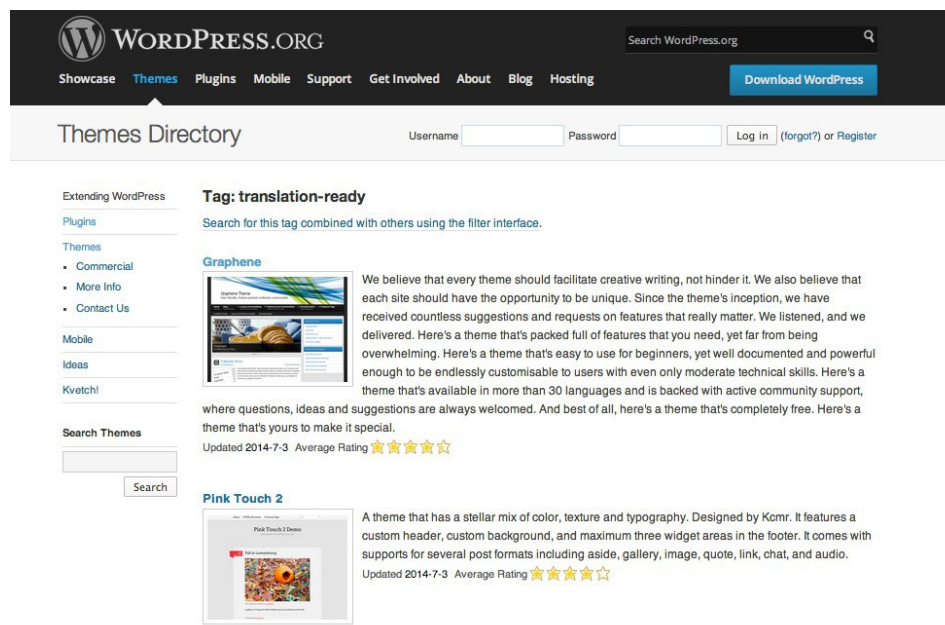 WORDPRESS.ORG
Search WordPress.org
Showcase Themes Plugins Mobile Support Get Involved About Blog Hosting
Download WordPress
Themes Directory
Username Password Log in (forgot?) or Register
Extending WordPress
Plugins
Themes
Commercial
More Info
Contact Us
Mobile
Ideas
Kvetch!
Search Themes
Search
Tag: translation-ready
Search for this tag combined with others using the filter interface.
Graphene
Graphene Theme
We believe that every theme should facilitate creative writing, not hinder it. We also believe that
each site should have the opportunity to be unique. Since the theme's inception, we have
received countless suggestions and requests on features that really matter. We listened, and we
delivered. Here's a theme that's packed full of features that you need, yet far from being
overwhelming. Here's a theme that's easy to use for beginners, yet well documented and powerful
enough to be endlessly customisable to users with even only moderate technical skills. Here's a
theme that's available in more than 30 languages and is backed with active community support,
where questions, ideas and suggestions are always welcomed. And best of all, here's a theme that's completely free. Here's a
theme that's yours to make it special.
Updated 2014-7-3 Average Rating
Pink Touch 2
Pink Touch 2 Demo
A theme that has a stellar mix of color, texture and typography. Designed by Kcmr. It features a
custom header, custom background, and maximum three widget areas in the footer. It comes with
supports for several post formats including aside, gallery, image, quote, link, chat, and audio.
Updated 2014-7-3 Average Rating